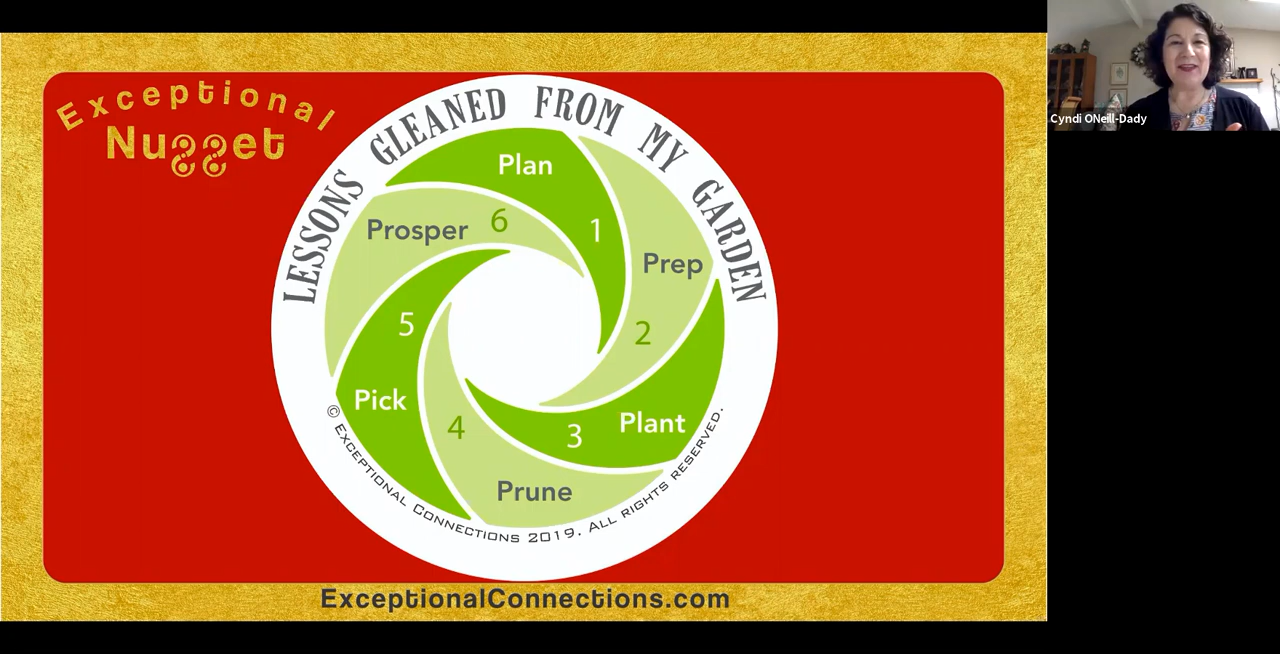 Exceptional
Nuggget
LESSONS GLEANED FROM MY GARDEN
Plan
1
Prep
2
Plant
3
Prune
4
Pick
5
Prosper
6
© EXCEPTIONAL CONNECTIONS 2019. ALL RIGHTS RESERVED.
ExceptionalConnections.com
Cyndi ONeill-Dady